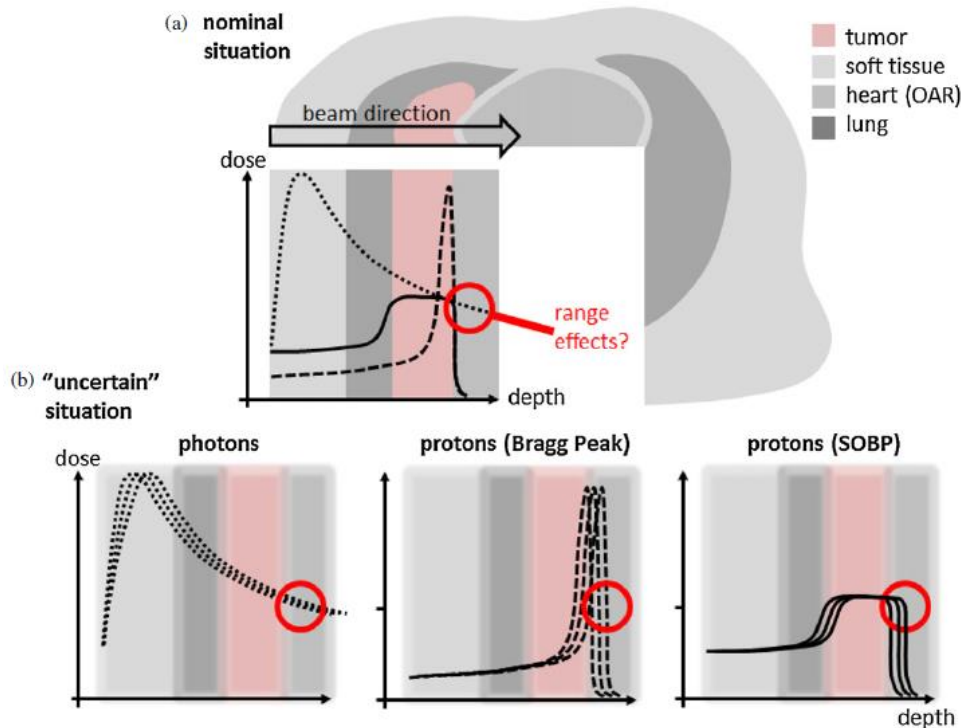 (a) nominal
situation
tumor
soft tissue
heart (OAR)
lung
beam direction
dose
range
effects?
depth
(b) "uncertain"
situation
photons
protons (Bragg Peak)
protons (SOBP)
dose
depth